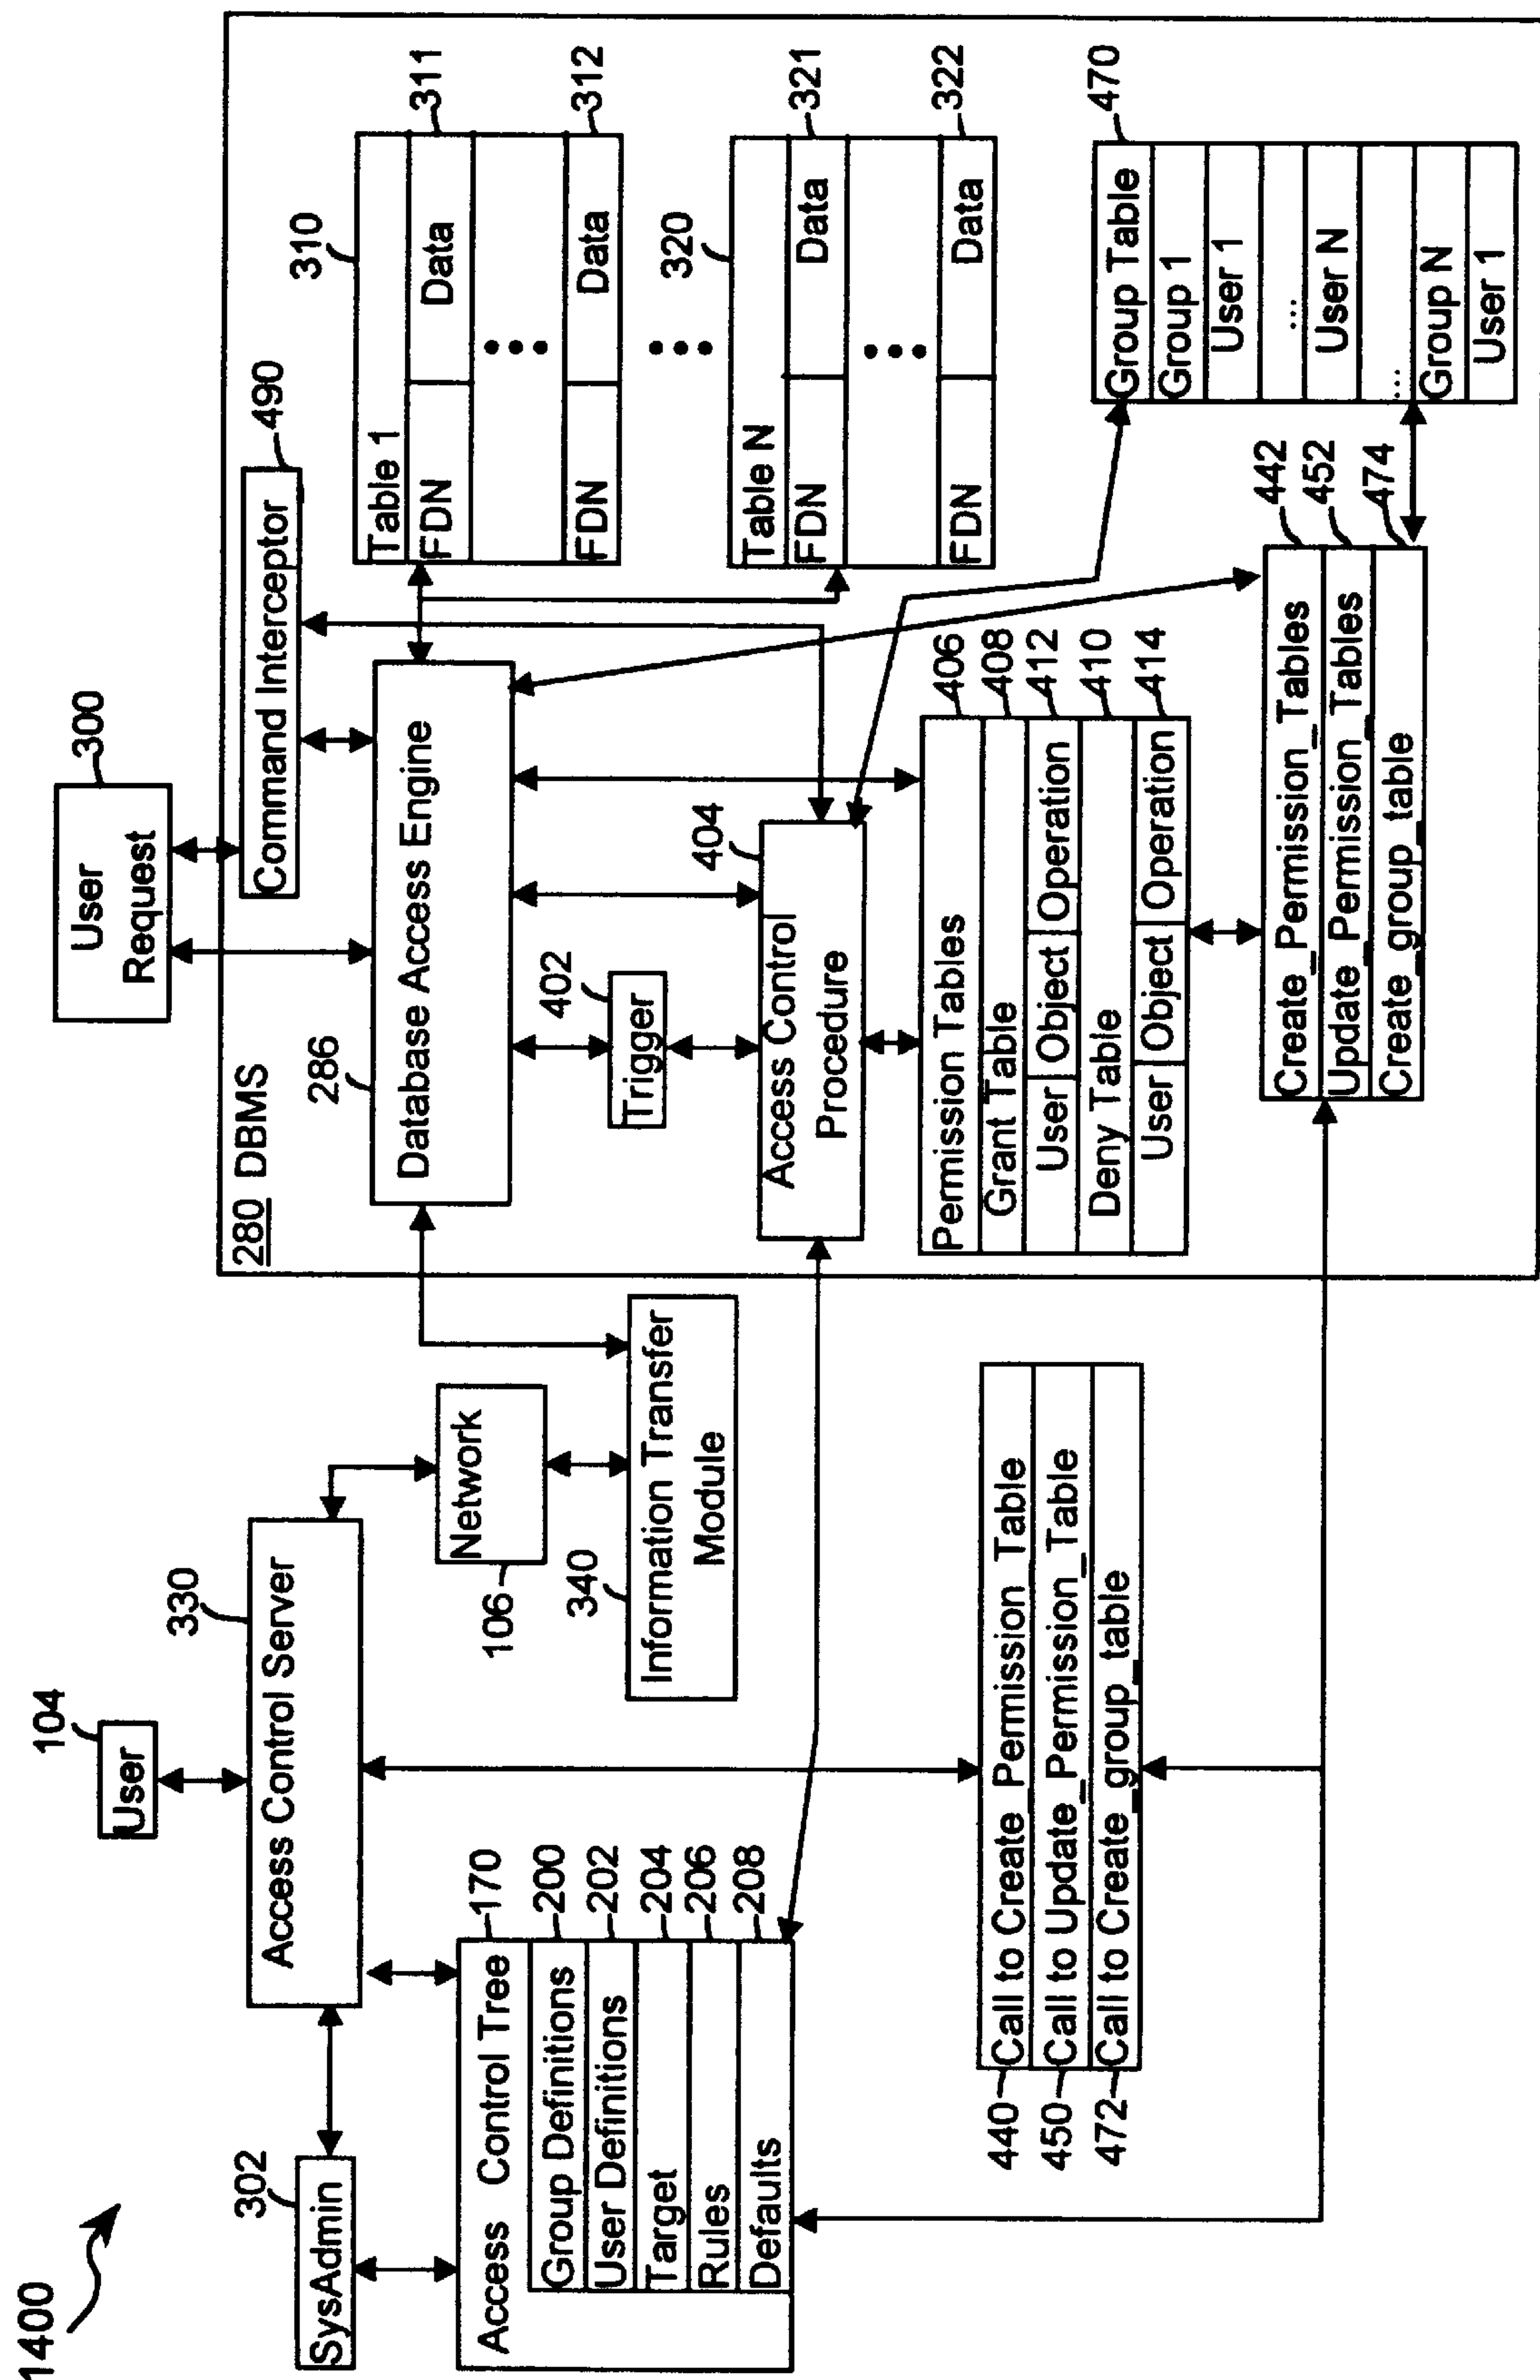 1400
302
SysAdmin
104
User
330
Access Control Server
Access Control Tree
170
Group Definitions
200
User Definitions
202
Target
204
Rules
206
Defaults
208
Network
106
340
Information Transfer
Module
440
Call to Create_Permission_Table
450
Call to Update_Permission_Table
472
Call to Create_group_table
300
User
Request
280 DBMS
Command Interceptor
490
286
Database Access Engine
402
Trigger
404
Access Control
Procedure
Permission Tables
406
Grant Table
408
User Object Operation
412
Deny Table
410
User Object Operation
414
Create_Permission_Tables
442
Update_Permission_Tables
452
Create_group_table
474
310
Table 1
FDN Data
311
•••
FDN Data
312
•••
320
Table N
FDN Data
321
•••
FDN Data
322
Group Table
470
Group 1
User 1
...
User N
...
Group N
User 1